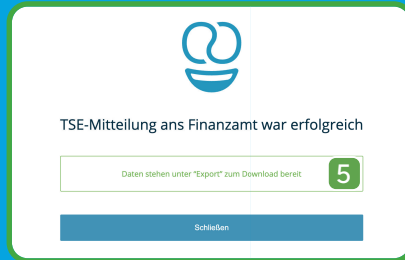 TSE-Mitteilung ans Finanzamt war erfolgreich
Daten stehen unter "Export" zum Download bereit 5
Schließen